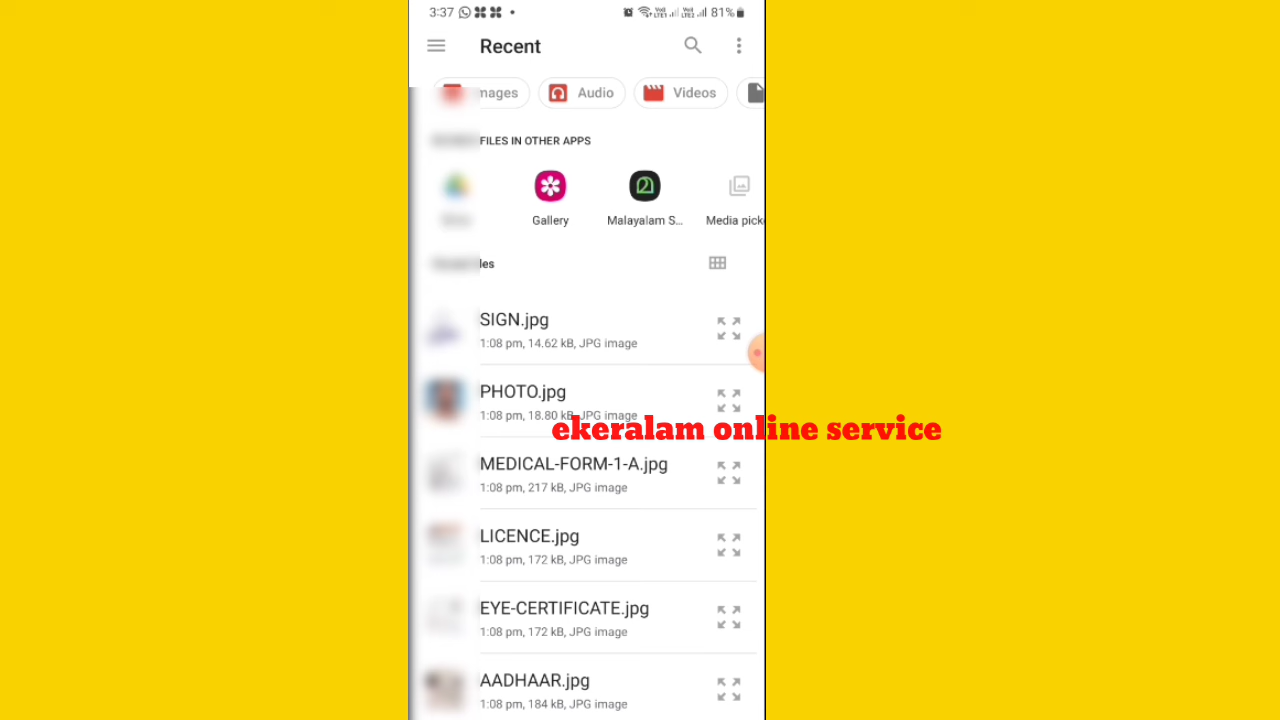 3:37
81%
Recent
mages
Audio
Videos
FILES IN OTHER APPS
Gallery
Malayalam S...
Media pick
les
SIGN.jpg
1:08 pm, 14.62 kB, JPG image
PHOTO.jpg
1:08 pm, 18.80 kB, JPG image
ekeralam online service
MEDICAL-FORM-1-A.jpg
1:08 pm, 217 kB, JPG image
LICENCE.jpg
1:08 pm, 172 kB, JPG image
EYE-CERTIFICATE.jpg
1:08 pm, 172 kB, JPG image
AADHAAR.jpg
1:08 pm, 184 kB, JPG image